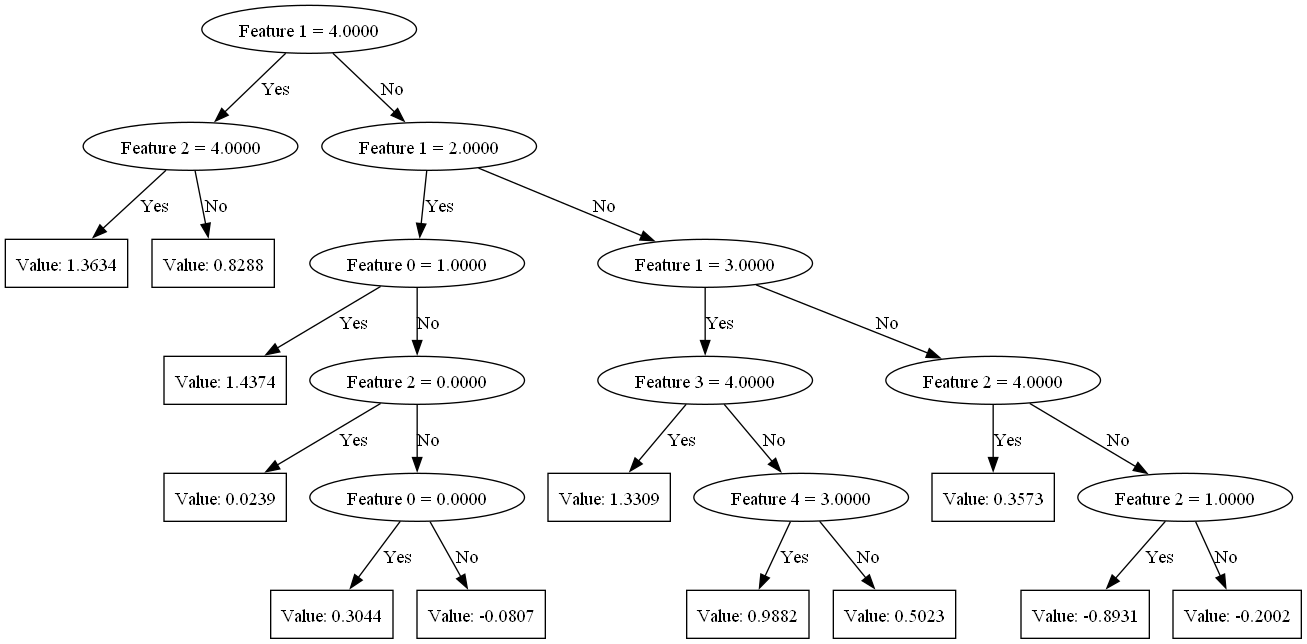 Feature 1 = 4.0000
Yes
No
Feature 2 = 4.0000
Feature 1 = 2.0000
Yes
No
Yes
No
Value: 1.3634
Value: 0.8288
Feature 0 = 1.0000
Feature 1 = 3.0000
Yes
No
Yes
No
Value: 1.4374
Feature 2 = 0.0000
Feature 3 = 4.0000
Feature 2 = 4.0000
Yes
No
Yes
No
Yes
No
Value: 0.0239
Feature 0 = 0.0000
Value: 1.3309
Feature 4 = 3.0000
Value: 0.3573
Feature 2 = 1.0000
Yes
No
Yes
No
Yes
No
Value: 0.3044
Value: -0.0807
Value: 0.9882
Value: 0.5023
Value: -0.8931
Value: -0.2002